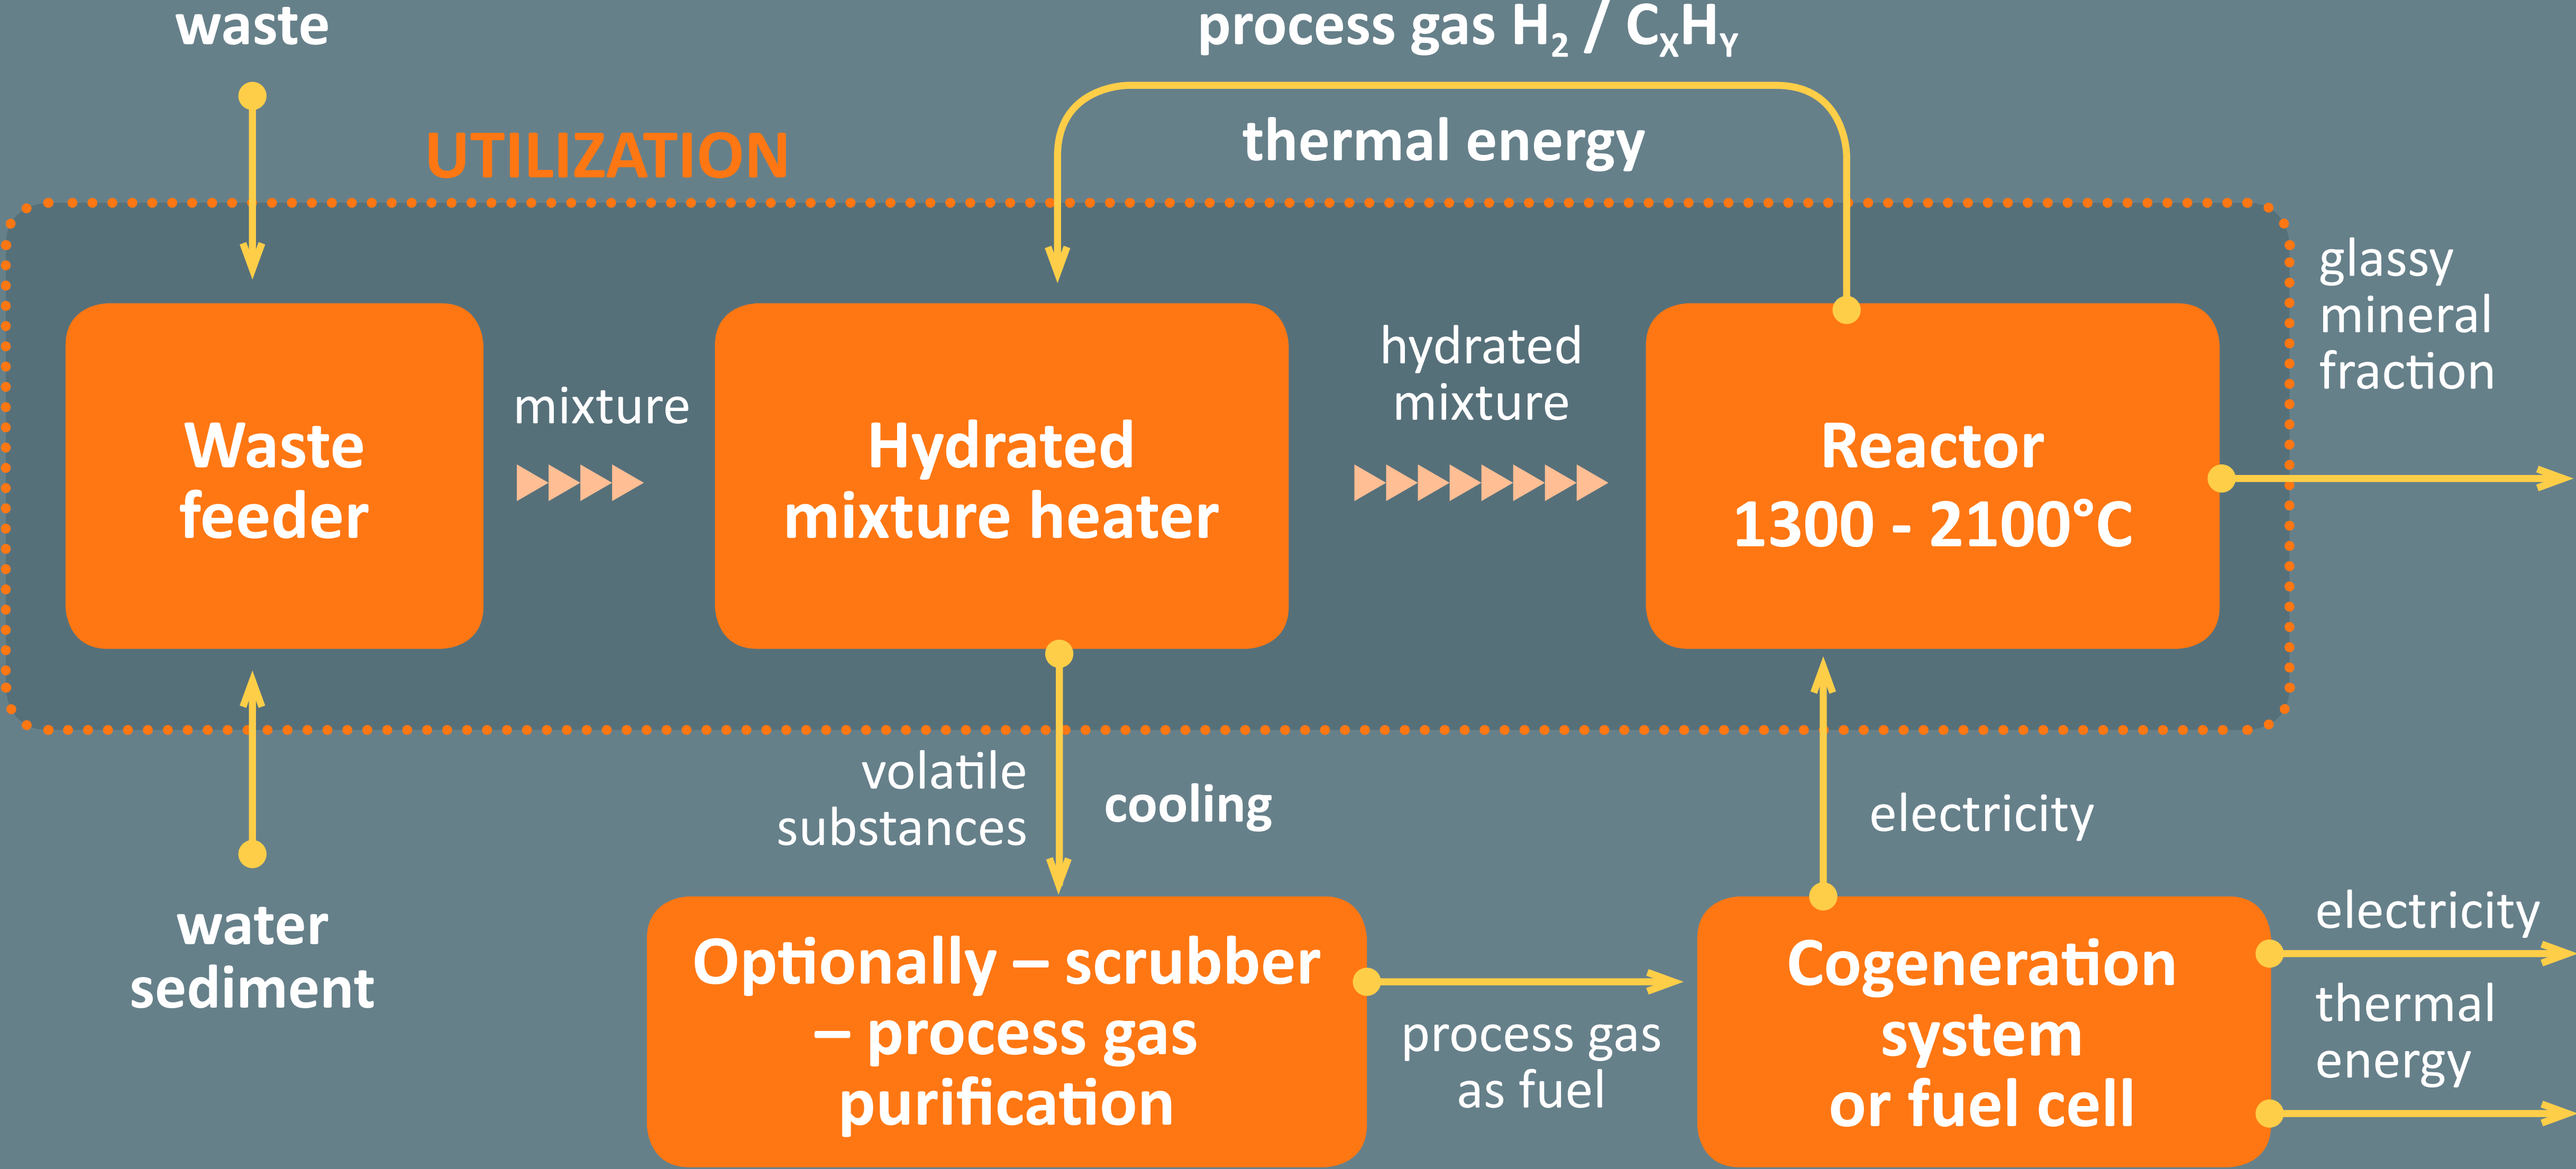 waste
process gas H₂ / CₓHᵧ
thermal energy
UTILIZATION
glassy
mineral
fraction
Waste
feeder
mixture
Hydrated
mixture heater
hydrated
mixture
Reactor
1300 - 2100°C
volatile
substances
cooling
electricity
water
sediment
Optionally – scrubber
– process gas
purification
process gas
as fuel
Cogeneration
system
or fuel cell
electricity
thermal
energy